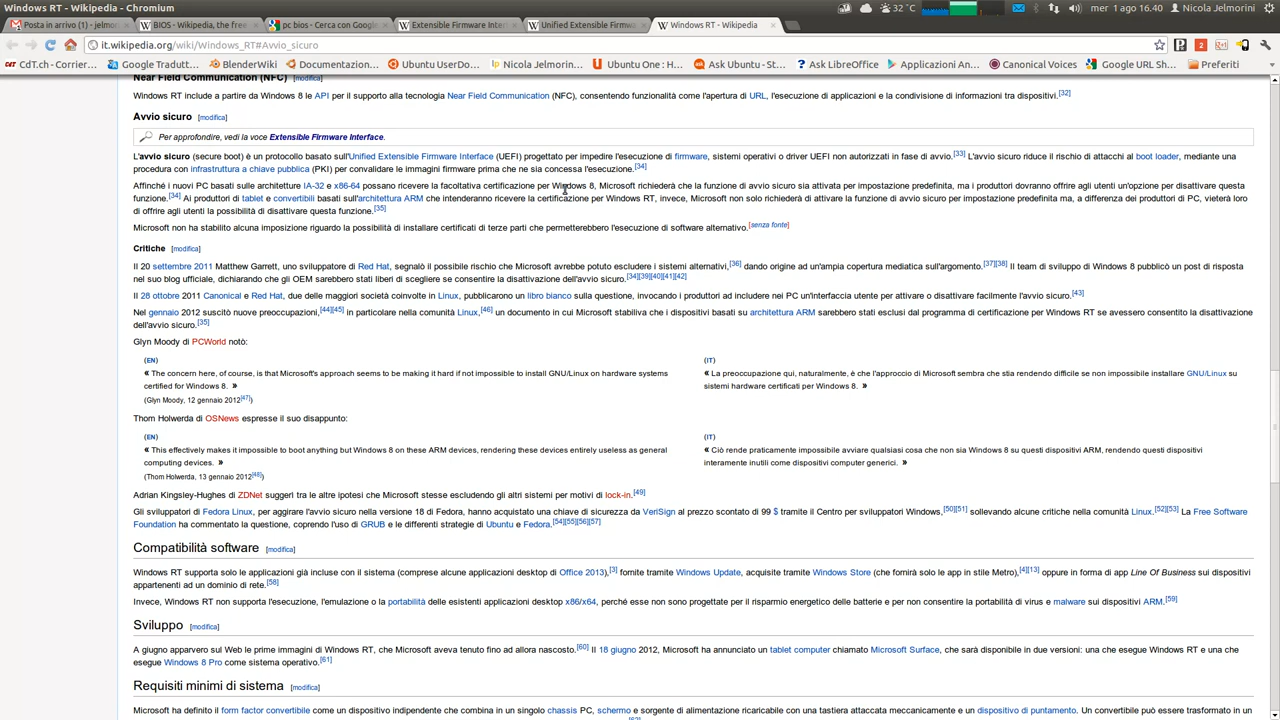 Windows RT - Wikipedia - Chromium
32°C
mer 1 ago 16.40
Nicola Jelmorini
Posta in arrivo (1) - jelmo
BIOS - Wikipedia, the free
pc bios - Cerca con Google
Extensible Firmware Inter
Unified Extensible Firmwa
Windows RT - Wikipedia
it.wikipedia.org/wiki/Windows_RT#Avvio_sicuro
CdT.ch - Corrier...
Google Tradutt...
BlenderWiki
Domenico's Do...
Ubuntu UserDo...
Nicola Jelmorin...
Ubuntu One : H...
Ask Ubuntu - St...
Ask LibreOffice
Applicazioni An...
Canonical Voices
Google URL Sh...
Preferiti
Near Field Communication (NFC) [modifica]
Windows RT include a partire da Windows 8 le API per il supporto alla tecnologia Near Field Communication (NFC), consentendo funzionalità come l'apertura di URL, l'esecuzione di applicazioni e la condivisione di informazioni tra dispositivi.[32]
Avvio sicuro [modifica]
Per approfondire, vedi la voce Extensible Firmware Interface.
L'avvio sicuro (secure boot) è un protocollo basato sull'Unified Extensible Firmware Interface (UEFI) progettato per impedire l'esecuzione di firmware, sistemi operativi o driver UEFI non autorizzati in fase di avvio.[33] L'avvio sicuro riduce il rischio di attacchi al boot loader, mediante una
procedura con infrastruttura a chiave pubblica (PKI) per convalidare le immagini firmware prima che ne sia concessa l'esecuzione.[34]
Affinché i nuovi PC basati sulle architetture IA-32 e x86-64 possano ricevere la facoltativa certificazione per Windows 8, Microsoft richiederà che la funzione di avvio sicuro sia attivata per impostazione predefinita, ma i produttori dovranno offrire agli utenti un'opzione per disattivare questa
funzione.[34] Ai produttori di tablet e convertibili basati sull'architettura ARM che intenderanno ricevere la certificazione per Windows RT, invece, Microsoft non solo richiederà di attivare la funzione di avvio sicuro per impostazione predefinita ma, a differenza dei produttori di PC, vieterà loro
di offrire agli utenti la possibilità di disattivare questa funzione.[35]
Microsoft non ha stabilito alcuna imposizione riguardo la possibilità di installare certificati di terze parti che permetterebbero l'esecuzione di software alternativo.[senza fonte]
Critiche [modifica]
Il 20 settembre 2011 Matthew Garrett, uno sviluppatore di Red Hat, segnalò il possibile rischio che Microsoft avrebbe potuto escludere i sistemi alternativi,[36] dando origine ad un'ampia copertura mediatica sull'argomento.[37][38] Il team di sviluppo di Windows 8 pubblicò un post di risposta
nel suo blog ufficiale, dichiarando che gli OEM sarebbero stati liberi di scegliere se consentire la disattivazione dell'avvio sicuro.[34][39][40][41][42]
Il 28 ottobre 2011 Canonical e Red Hat, due delle maggiori società coinvolte in Linux, pubblicarono un libro bianco sulla questione, invocando i produttori ad includere nei PC un'interfaccia utente per attivare o disattivare facilmente l'avvio sicuro.[43]
Nel gennaio 2012 suscitò nuove preoccupazioni,[44][45] in particolare nella comunità Linux,[46] un documento in cui Microsoft stabiliva che i dispositivi basati su architettura ARM sarebbero stati esclusi dal programma di certificazione per Windows RT se avessero consentito la disattivazione
dell'avvio sicuro.[35]
Glyn Moody di PCWorld notò:
(EN)
« The concern here, of course, is that Microsoft's approach seems to be making it hard if not impossible to install GNU/Linux on hardware systems
certified for Windows 8. »
(Glyn Moody, 12 gennaio 2012[47])
(IT)
« La preoccupazione qui, naturalmente, è che l'approccio di Microsoft sembra che stia rendendo difficile se non impossibile installare GNU/Linux su
sistemi hardware certificati per Windows 8. »
Thom Holwerda di OSNews espresse il suo disappunto:
(EN)
« This effectively makes it impossible to boot anything but Windows 8 on these ARM devices, rendering these devices entirely useless as general
computing devices. »
(Thom Holwerda, 13 gennaio 2012[48])
(IT)
« Ciò rende praticamente impossibile avviare qualsiasi cosa che non sia Windows 8 su questi dispositivi ARM, rendendo questi dispositivi
interamente inutili come dispositivi computer generici. »
Adrian Kingsley-Hughes di ZDNet suggerì tra le altre ipotesi che Microsoft stesse escludendo gli altri sistemi per motivi di lock-in.[49]
Gli sviluppatori di Fedora Linux, per aggirare l'avvio sicuro nella versione 18 di Fedora, hanno acquistato una chiave di sicurezza da VeriSign al prezzo scontato di 99 $ tramite il Centro per sviluppatori Windows,[50][51] sollevando alcune critiche nella comunità Linux.[52][53] La Free Software
Foundation ha commentato la questione, coprendo l'uso di GRUB e le differenti strategie di Ubuntu e Fedora.[54][55][56][57]
Compatibilità software [modifica]
Windows RT supporta solo le applicazioni già incluse con il sistema (comprese alcune applicazioni desktop di Office 2013),[3] fornite tramite Windows Update, acquisite tramite Windows Store (che fornirà solo le app in stile Metro),[4][13] oppure in forma di app Line Of Business sui dispositivi
appartenenti ad un dominio di rete.[58]
Invece, Windows RT non supporta l'esecuzione, l'emulazione o la portabilità delle esistenti applicazioni desktop x86/x64, perché esse non sono progettate per il risparmio energetico delle batterie e per non consentire la portabilità di virus e malware sui dispositivi ARM.[59]
Sviluppo [modifica]
A giugno apparvero sul Web le prime immagini di Windows RT, che Microsoft aveva tenuto fino ad allora nascosto.[60] Il 18 giugno 2012, Microsoft ha annunciato un tablet computer chiamato Microsoft Surface, che sarà disponibile in due versioni: una che esegue Windows RT e una che
esegue Windows 8 Pro come sistema operativo.[61]
Requisiti minimi di sistema [modifica]
Microsoft ha definito il form factor convertibile come un dispositivo indipendente che combina in un singolo chassis PC, schermo e sorgente di alimentazione ricaricabile con una tastiera attaccata meccanicamente e un dispositivo di puntamento. Un convertibile può essere trasformato in un